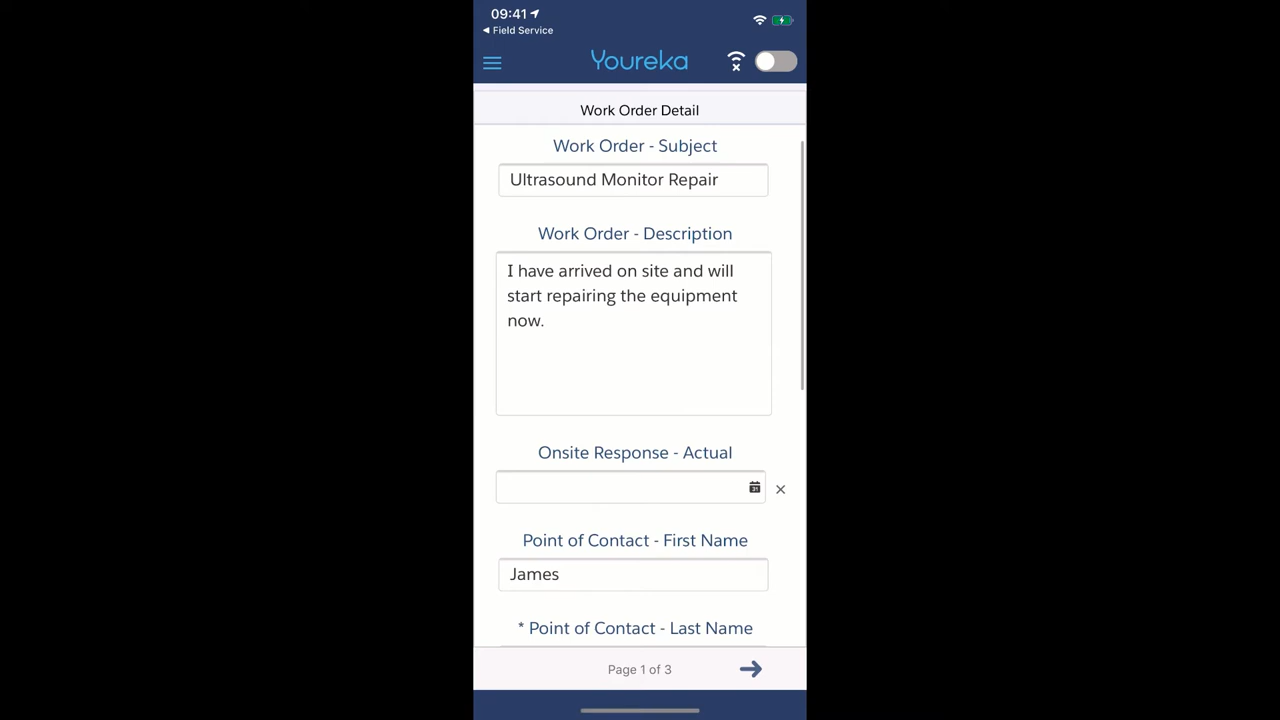 09:41
Field Service
Youreka
Work Order Detail
Work Order - Subject
Ultrasound Monitor Repair
Work Order - Description
I have arrived on site and will
start repairing the equipment
now.
Onsite Response - Actual
Point of Contact - First Name
James
* Point of Contact - Last Name
Page 1 of 3